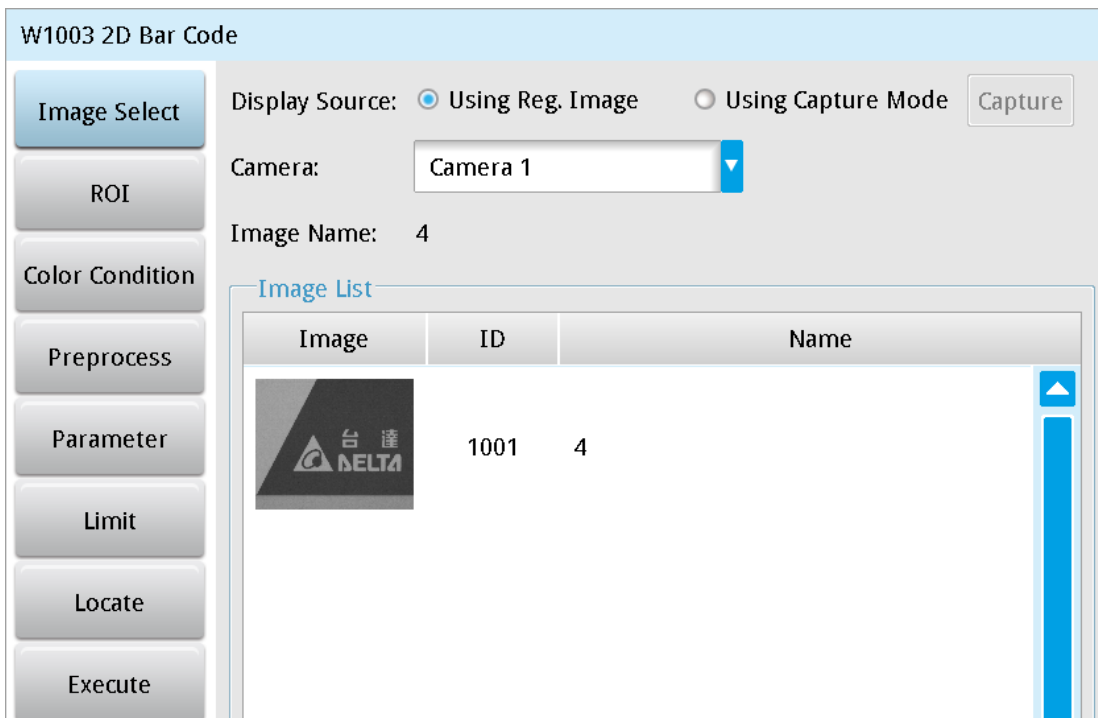 W1003 2D Bar Code
Image Select
Display Source: Using Reg. Image Using Capture Mode Capture
ROI
Camera: Camera 1
Image Name: 4
Color Condition
Image List
Image ID Name
Preprocess
Parameter
台達
DELTA
1001 4
Limit
Locate
Execute